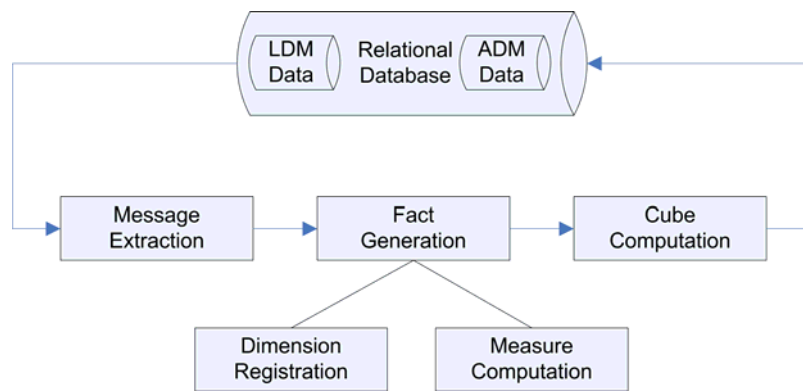 LDM
Data
Relational
Database
ADM
Data
Message
Extraction
Fact
Generation
Cube
Computation
Dimension
Registration
Measure
Computation